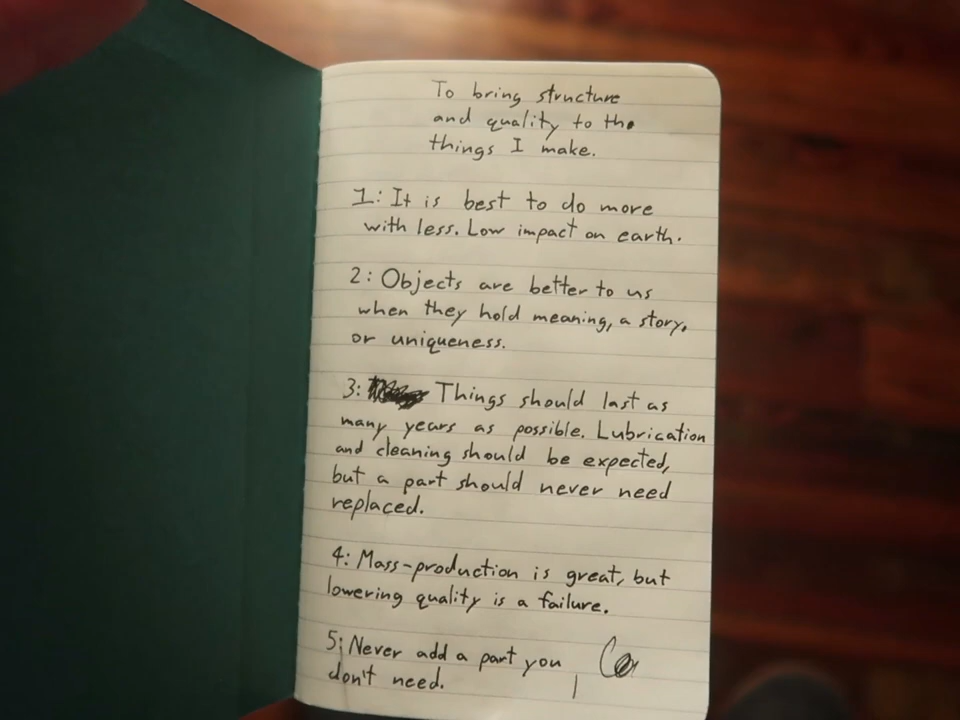 To bring structure
and quality to the
things I make.
1: It is best to do more
with less. Low impact on earth.
2: Objects are better to us
when they hold meaning, a story,
or uniqueness.
3: Things should last as
many years as possible. Lubrication
and cleaning should be expected,
but a part should never need
replaced.
4: Mass-production is great, but
lowering quality is a failure.
5: Never add a part you
don't need.